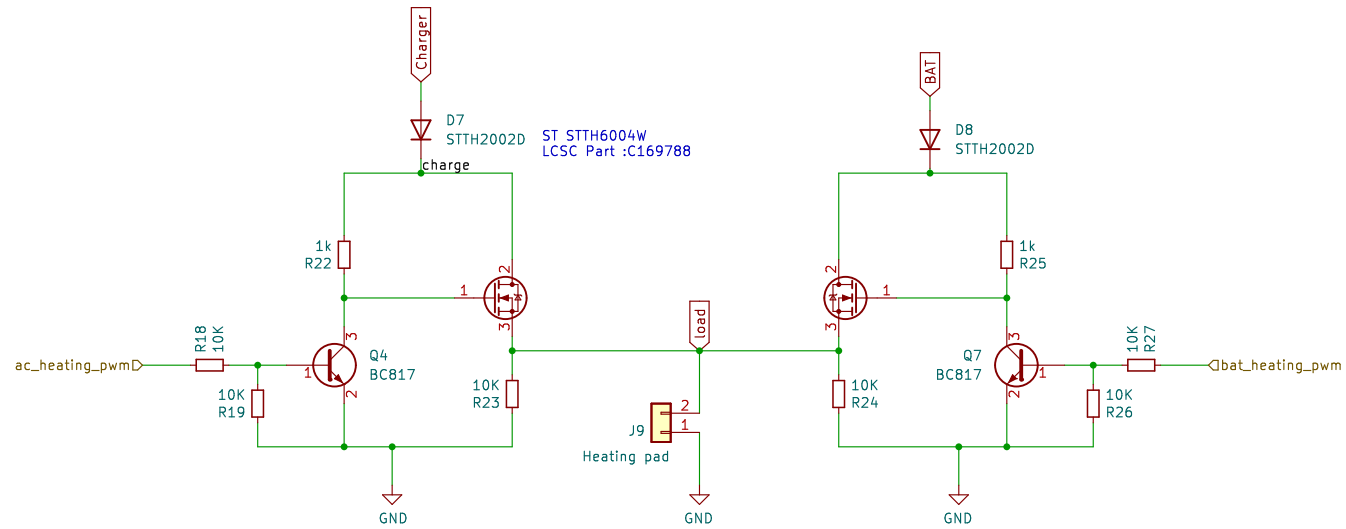 Charger
BAT
D7
STTH2002D
ST STTH6004W
LCSC Part :C169788
D8
STTH2002D
charge
1k
R22
2
1
3
2
1
3
1k
R25
load
R18
10K
ac_heating_pwm
1
3
2
Q4
BC817
10K
R19
10K
R23
10K
R24
J9
2
1
Heating pad
Q7
BC817
3
1
2
10K
R27
bat_heating_pwm
10K
R26
GND
GND
GND